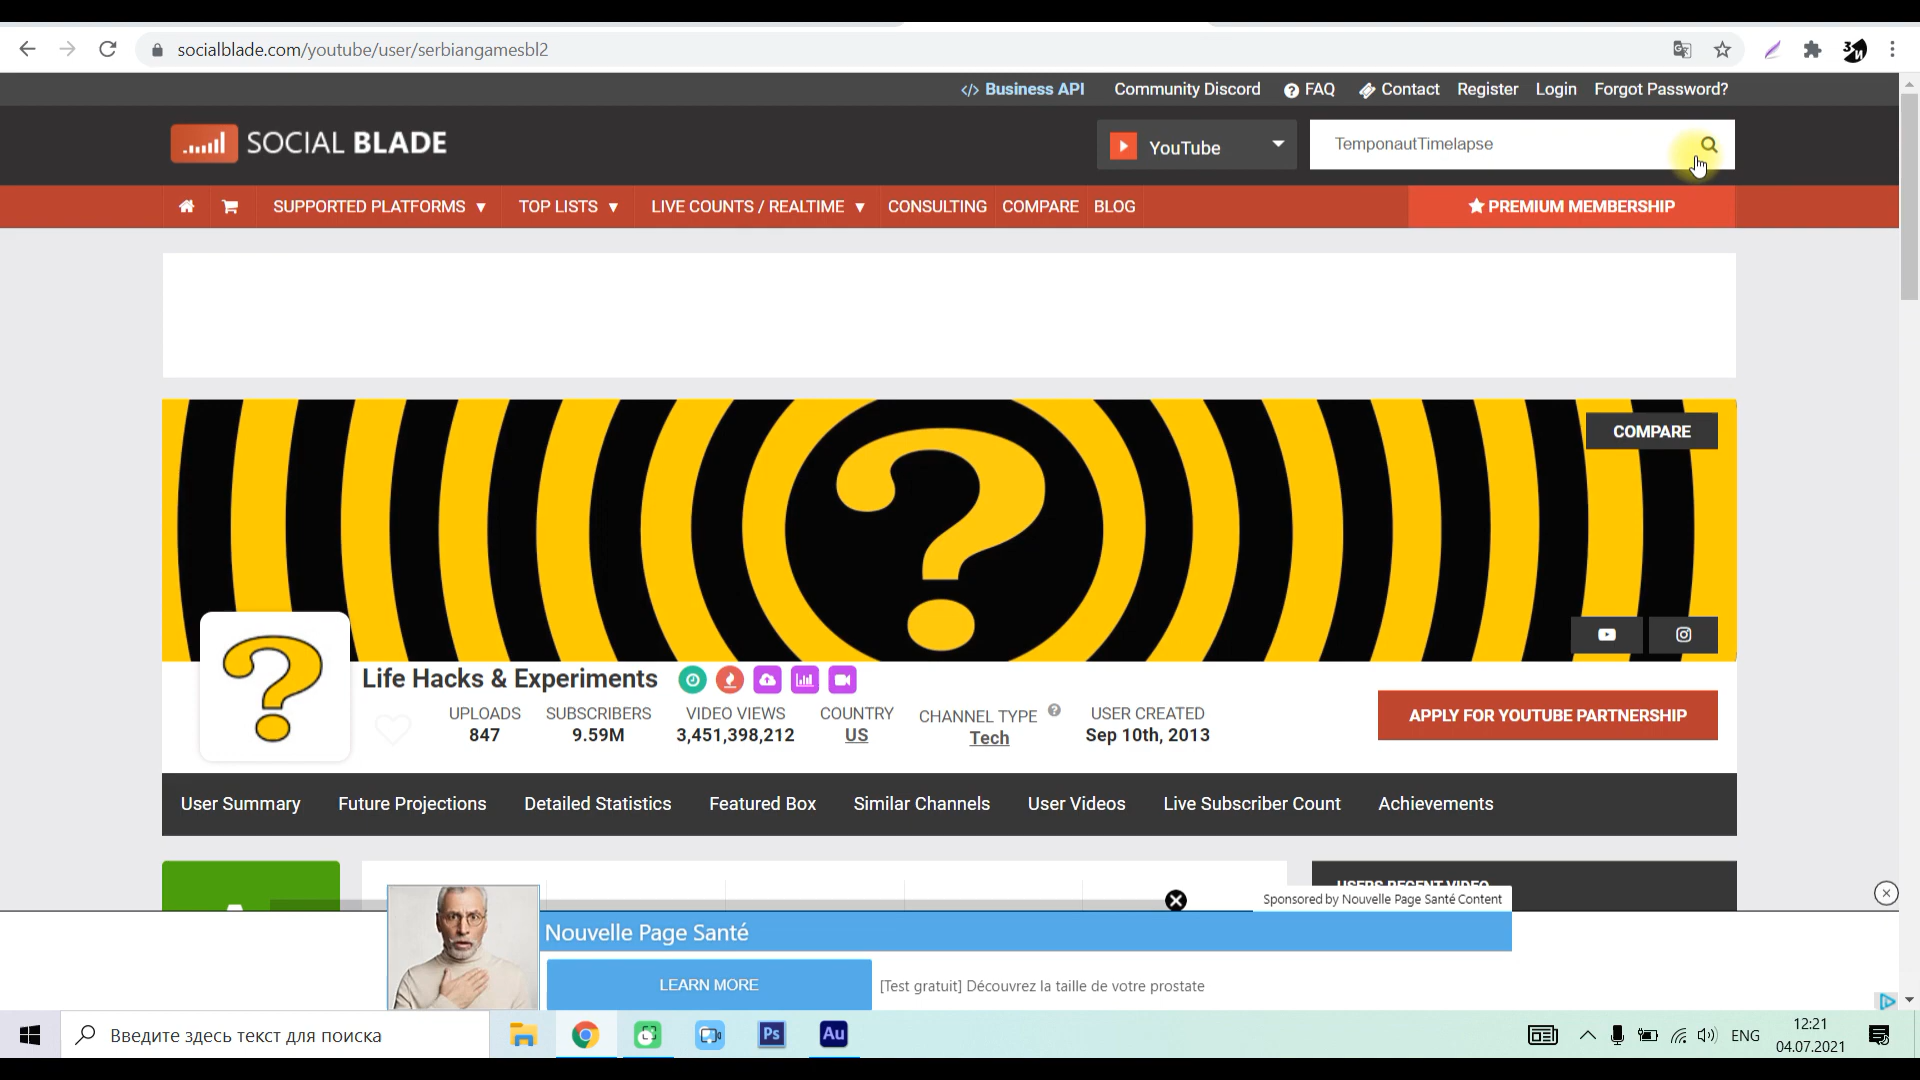 socialblade.com/youtube/user/serbiangamesbl2
</> Business API Community Discord ? FAQ Contact Register Login Forgot Password?
SOCIAL BLADE YouTube TemponautTimelapse
SUPPORTED PLATFORMS ▼ TOP LISTS ▼ LIVE COUNTS / REALTIME ▼ CONSULTING COMPARE BLOG PREMIUM MEMBERSHIP
COMPARE
?
?
Life Hacks & Experiments
UPLOADS SUBSCRIBERS VIDEO VIEWS COUNTRY CHANNEL TYPE ? USER CREATED
847 9.59M 3,451,398,212 US Tech Sep 10th, 2013
APPLY FOR YOUTUBE PARTNERSHIP
User Summary Future Projections Detailed Statistics Featured Box Similar Channels User Videos Live Subscriber Count Achievements
USERS RECENT VIDEO
Sponsored by Nouvelle Page Santé Content
Nouvelle Page Santé
LEARN MORE [Test gratuit] Découvrez la taille de votre prostate
Введите здесь текст для поиска Ps Au ENG 12:21
04.07.2021